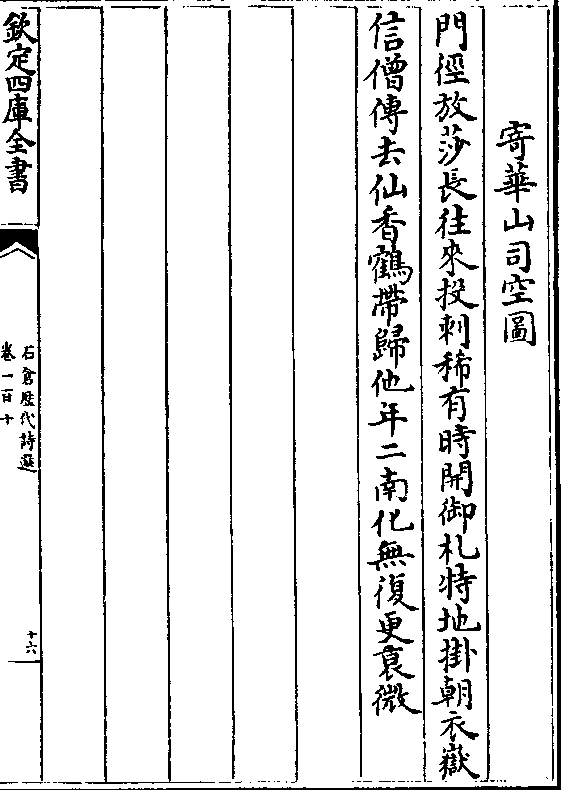 寄華山司空圖
門徑放莎長往來投刺稀有時開御札特地掛朝衣嶽
信僧傳去仙香鶴帶歸他年二南化無復更衰微
欽定四庫全書
石倉歷代詩選
卷一百十
十六